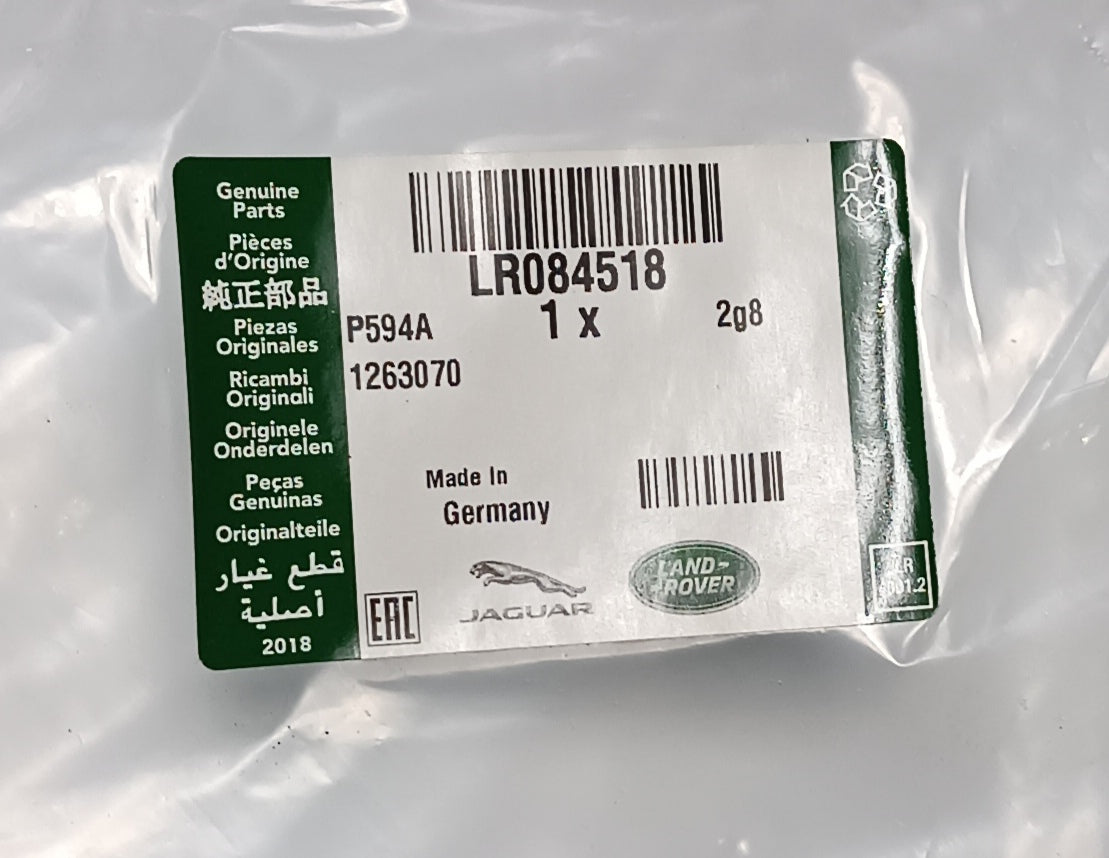 Genuine
Parts
Pièces
d'Origine
純正部品
Piezas
Originales
Ricambi
Originali
Originele
Onderdelen
Peças
Genuinas
Originalteile
قطع غيار
أصلية
2018
LR084518
1 x
2g8
P594A
1263070
Made In
Germany
EAC
JAGUAR
LAND-
ROVER